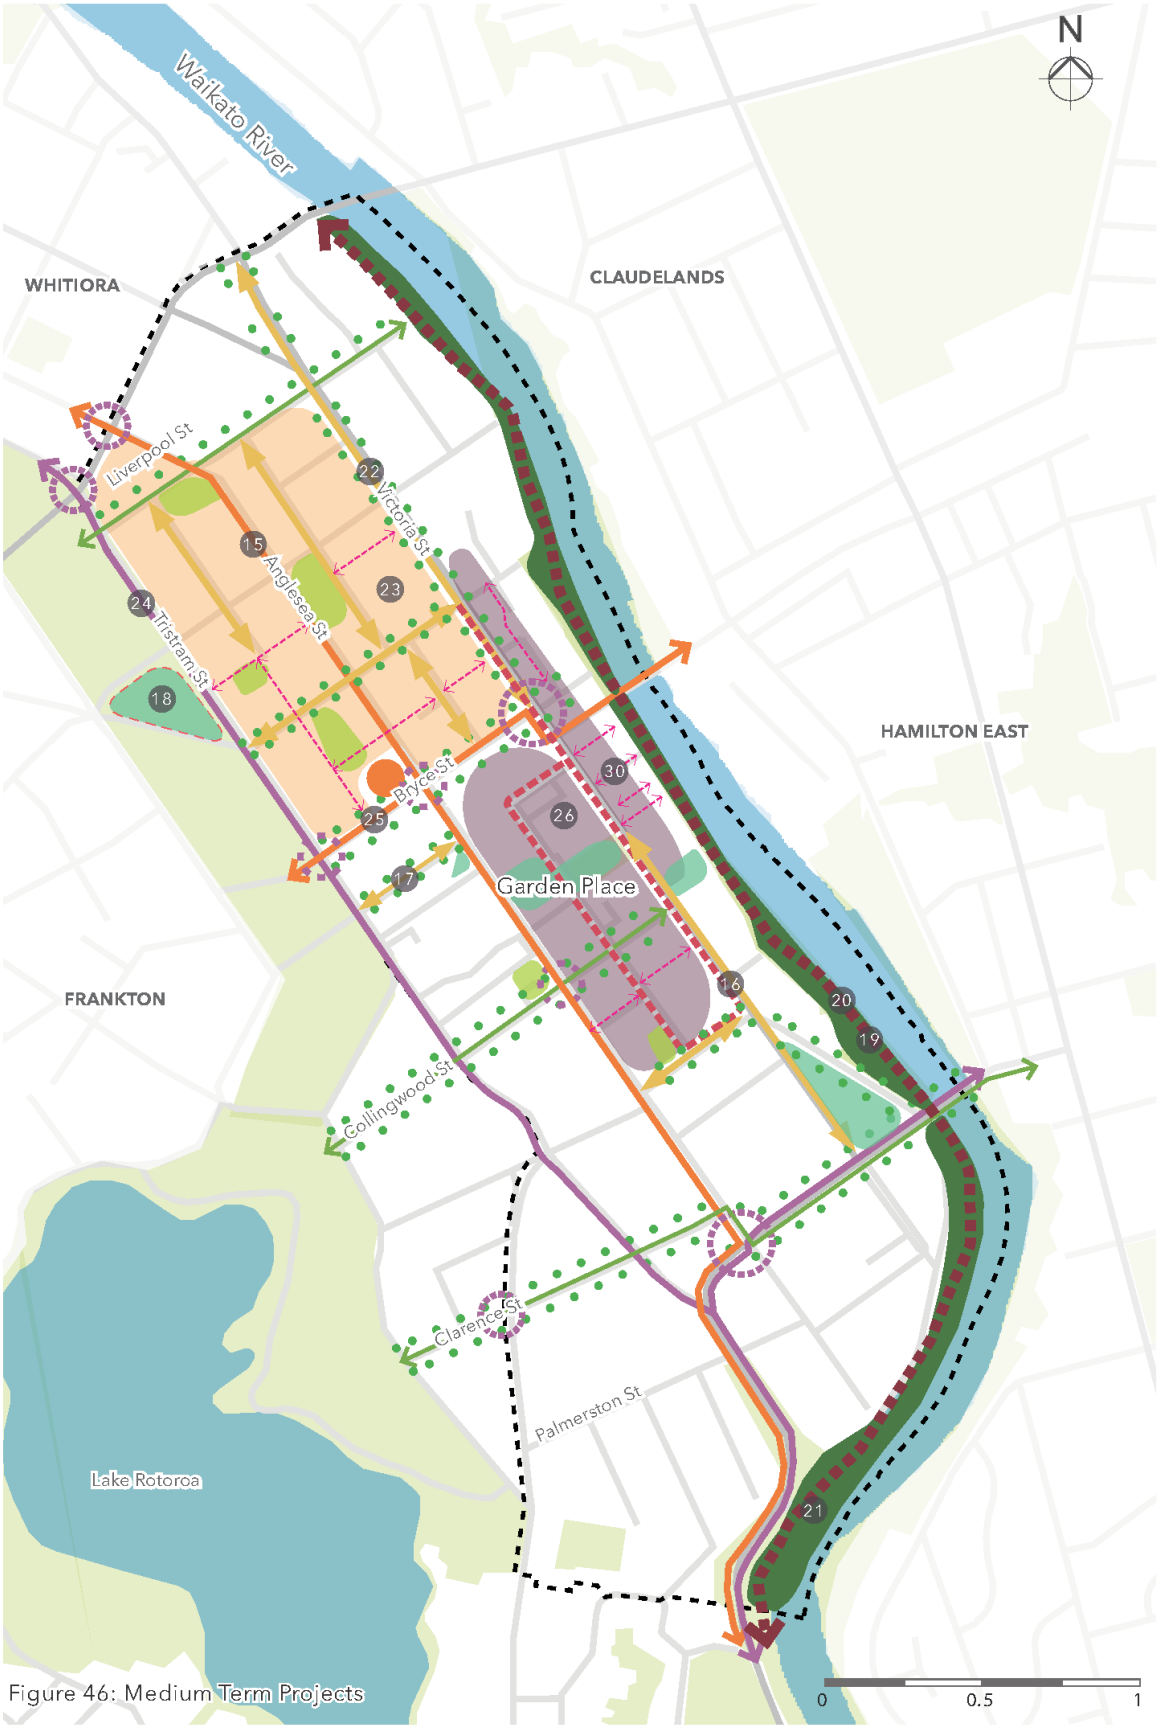 N
Waikato River
WHITIORA
CLAUDELANDS
Liverpool St
22
Victoria St
15
Anglesea St
23
24
Tristram St
18
HAMILTON EAST
Bryce St
30
25
26
17
Garden Place
16
FRANKTON
20
19
Collingwood St
Clarence St
Palmerston St
Lake Rotoroa
21
Figure 46: Medium Term Projects
0 0.5 1